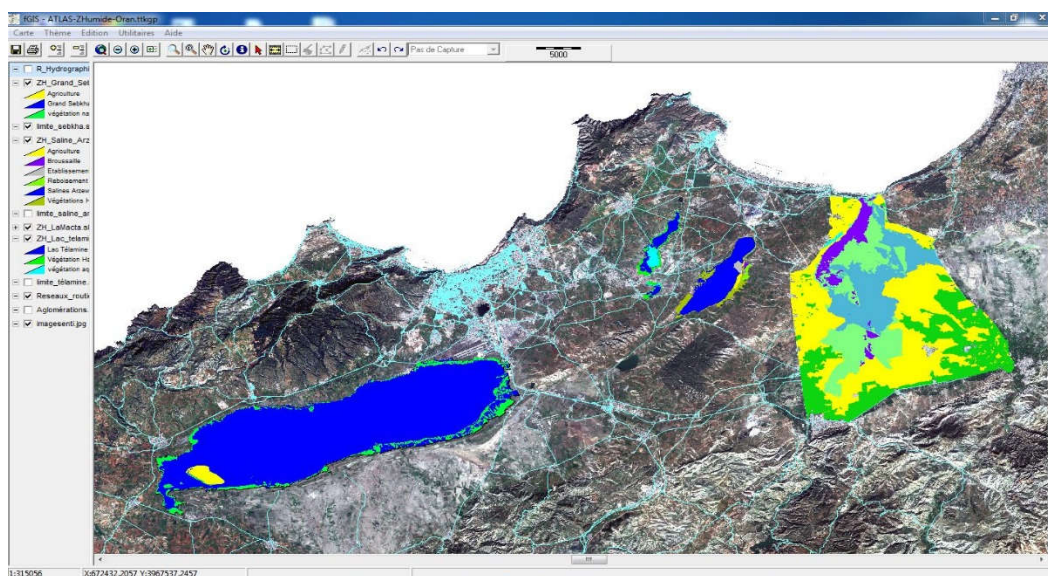 fGIS - ATLAS-ZHumide-Oran.ttkgp
Carte Thème Edition Utilitaires Aide
Pas de Capture
5000
R_Hydrographi
ZH_Grand_Set
Agriculture
Grand Sebkha
végétation na
limite_sebkha.s
ZH_Saline_Arz
Agriculture
Broussaille
Etablissemen
Reboisement
Salines Arzew
Végétations H
limite_saline_ar
ZH_LaMacta.sl
ZH_Lac_telami
Lac Télamine
Végétation Ha
végétation aq
limite_télamine.
Reseaux_routi
Aglomérations.
imagesenti.jpg
1:315056 X:672432,2057 Y:3967537,2457